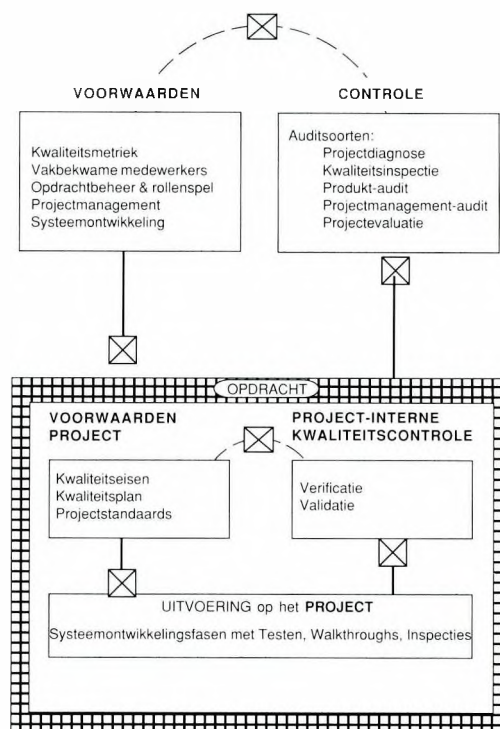 VOORWAARDEN
Kwaliteitsmetriek
Vakbekwame medewerkers
Opdrachtbeheer & rollenspel
Projectmanagement
Systeemontwikkeling
CONTROLE
Auditsoorten:
Projectdiagnose
Kwaliteitsinspectie
Produkt-audit
Projectmanagement-audit
Projectevaluatie
OPDRACHT
VOORWAARDEN
PROJECT
Kwaliteitseisen
Kwaliteitsplan
Projectstandaards
PROJECT-INTERNE
KWALITEITSCONTROLE
Verificatie
Validatie
UITVOERING op het PROJECT
Systeemontwikkelingsfasen met Testen, Walkthroughs, Inspecties